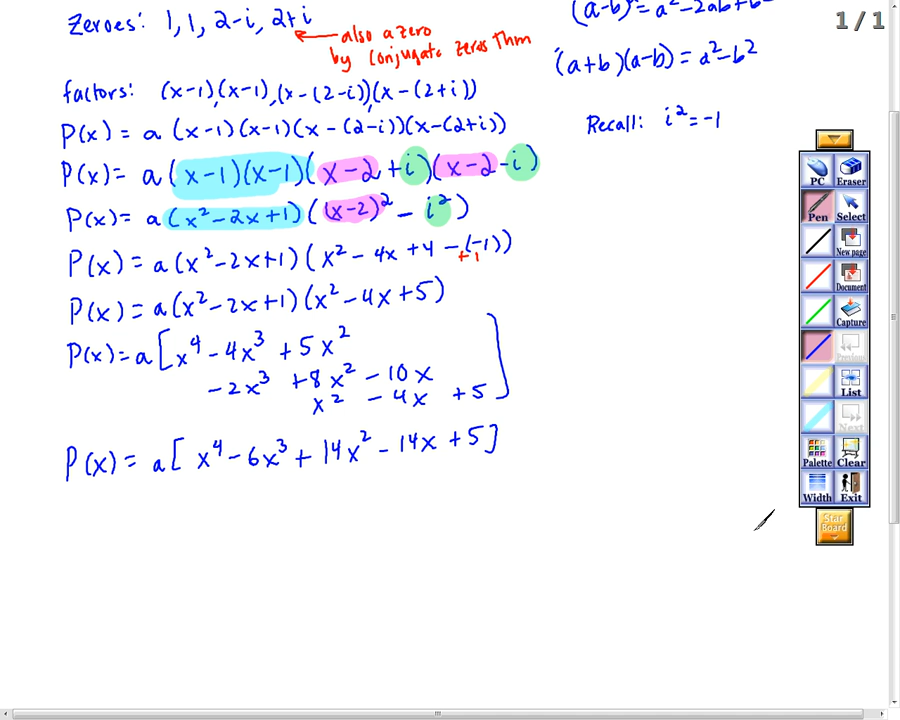 zeroes: 1, 1, 2-i, 2+i
also a zero
by Conjugate Zeros Thm
(a-b)² = a² - 2ab + b²
(a+b)(a-b) = a² - b²
1 / 1
factors: (x-1), (x-1), (x-(2-i)), (x-(2+i))
P(x) = a (x-1)(x-1)(x-(2-i))(x-(2+i))
Recall: i² = -1
P(x) = a(x-1)(x-1)(x-2+i)(x-2-i)
P(x) = a(x²-2x+1)((x-2)² - i²)
P(x) = a(x²-2x+1)(x² - 4x + 4 - (-1))
+1
P(x) = a(x²-2x+1)(x²-4x+5)
P(x) = a[x⁴ - 4x³ + 5x²
-2x³ + 8x² - 10x
x² - 4x + 5]
P(x) = a[x⁴ - 6x³ + 14x² - 14x + 5]
PC Eraser
Pen Select
New page
Document
Capture
Previous
List
Next
Palette Clear
Width Exit
Star Board